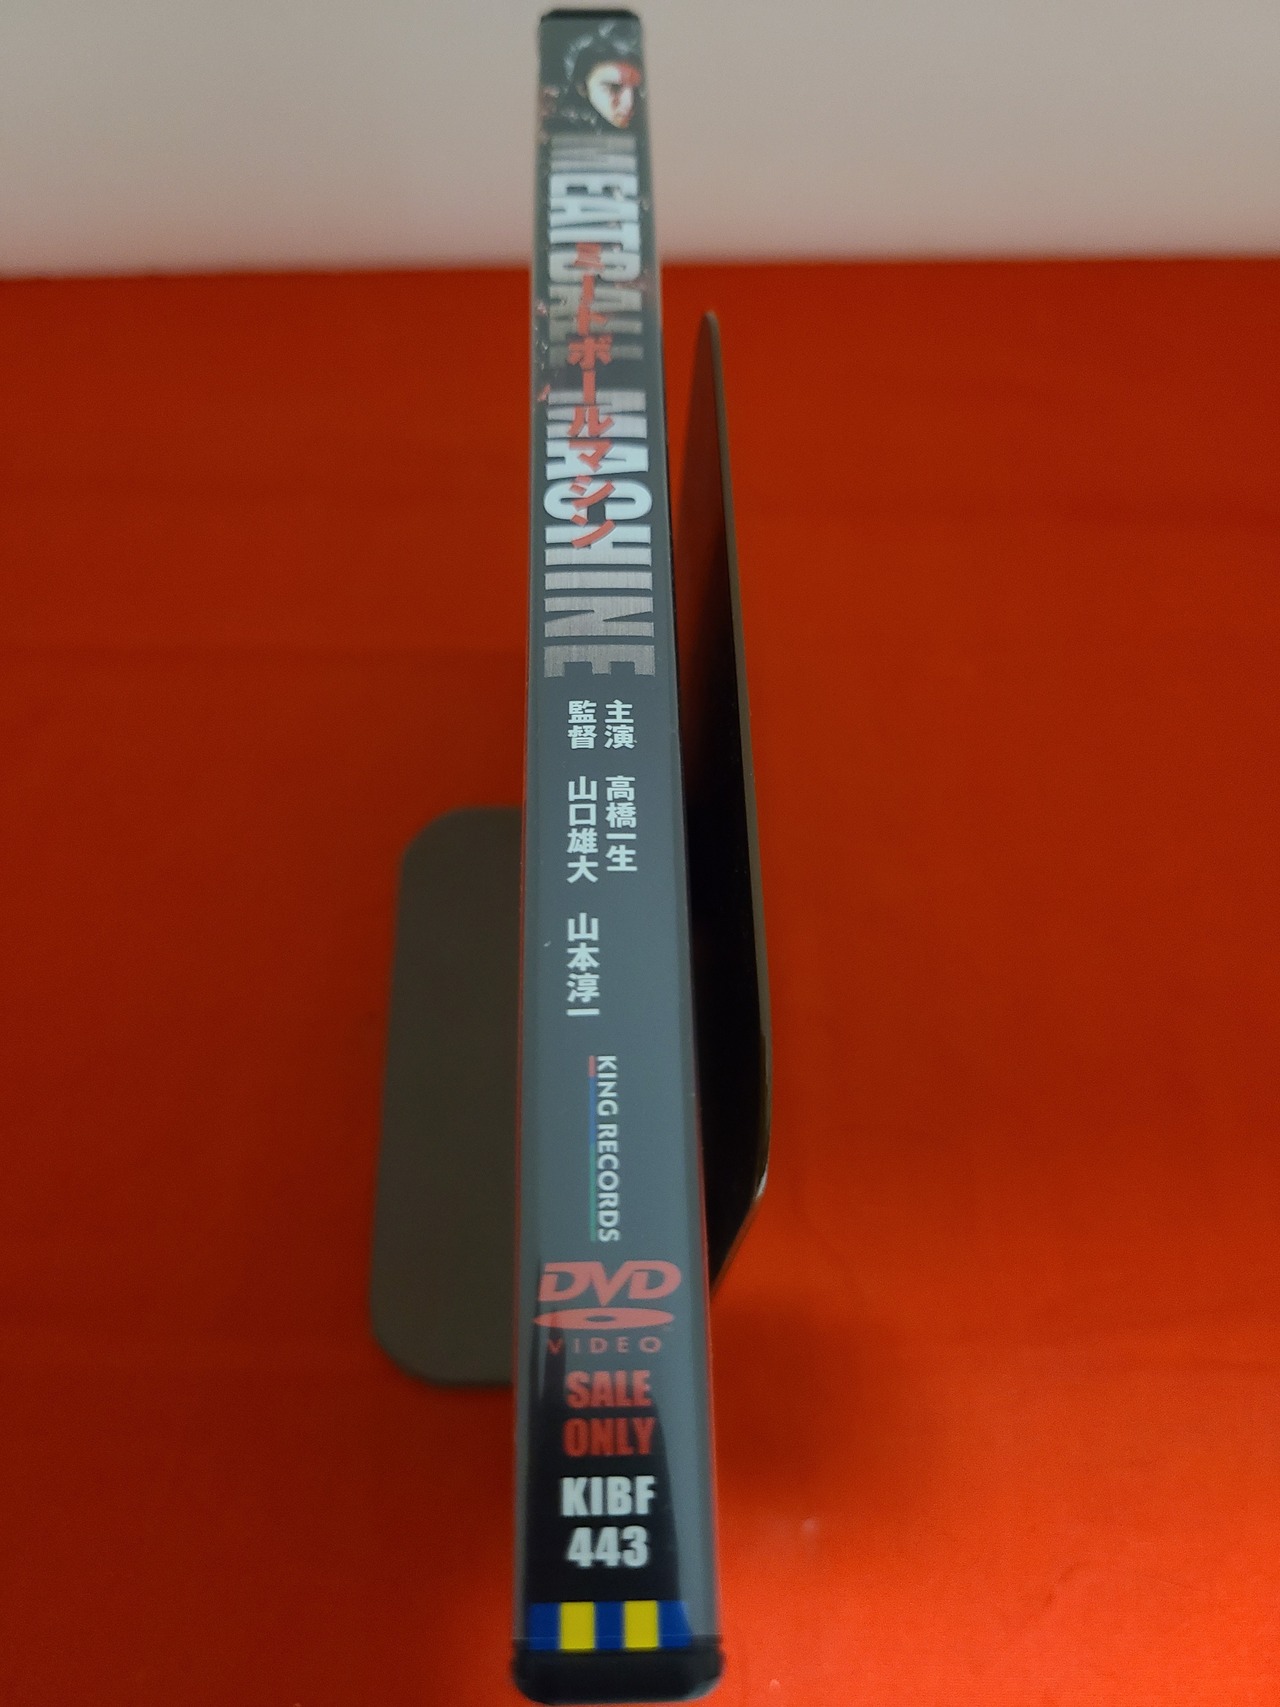 MEATBALL MACHINE
ミートボールマシン
主演 高橋一生
監督 山口雄大 山本淳一
KING RECORDS
DVD
VIDEO
SALE
ONLY
KIBF
443